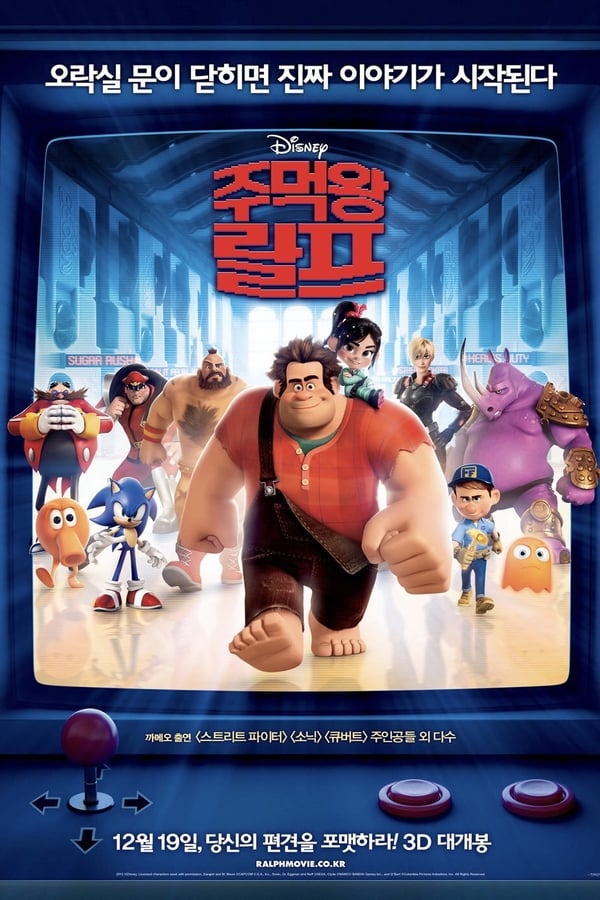 오락실 문이 닫히면 진짜 이야기가 시작된다
Disney
주먹왕
랄프
SUGAR RUSH
HERO'S DUTY
FF
까메오 출연 <스트리트 파이터> <소닉> <큐버트> 주인공들 외 다수
12월 19일, 당신의 편견을 포맷하라! 3D 대개봉
RALPHMOVIE.CO.KR